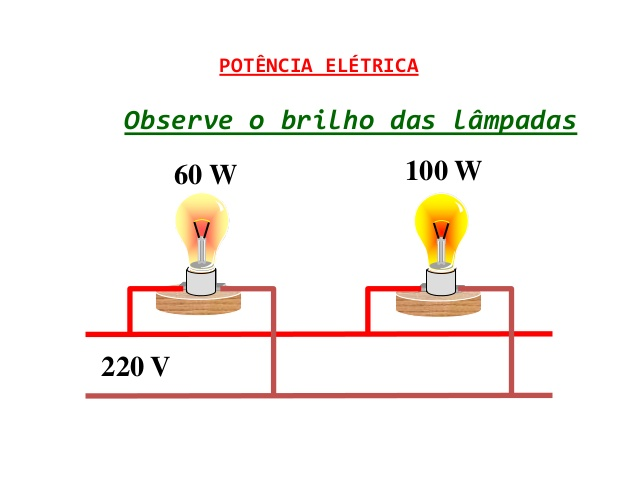 POTÊNCIA ELÉTRICA
Observe o brilho das lâmpadas
60 W
100 W
220 V